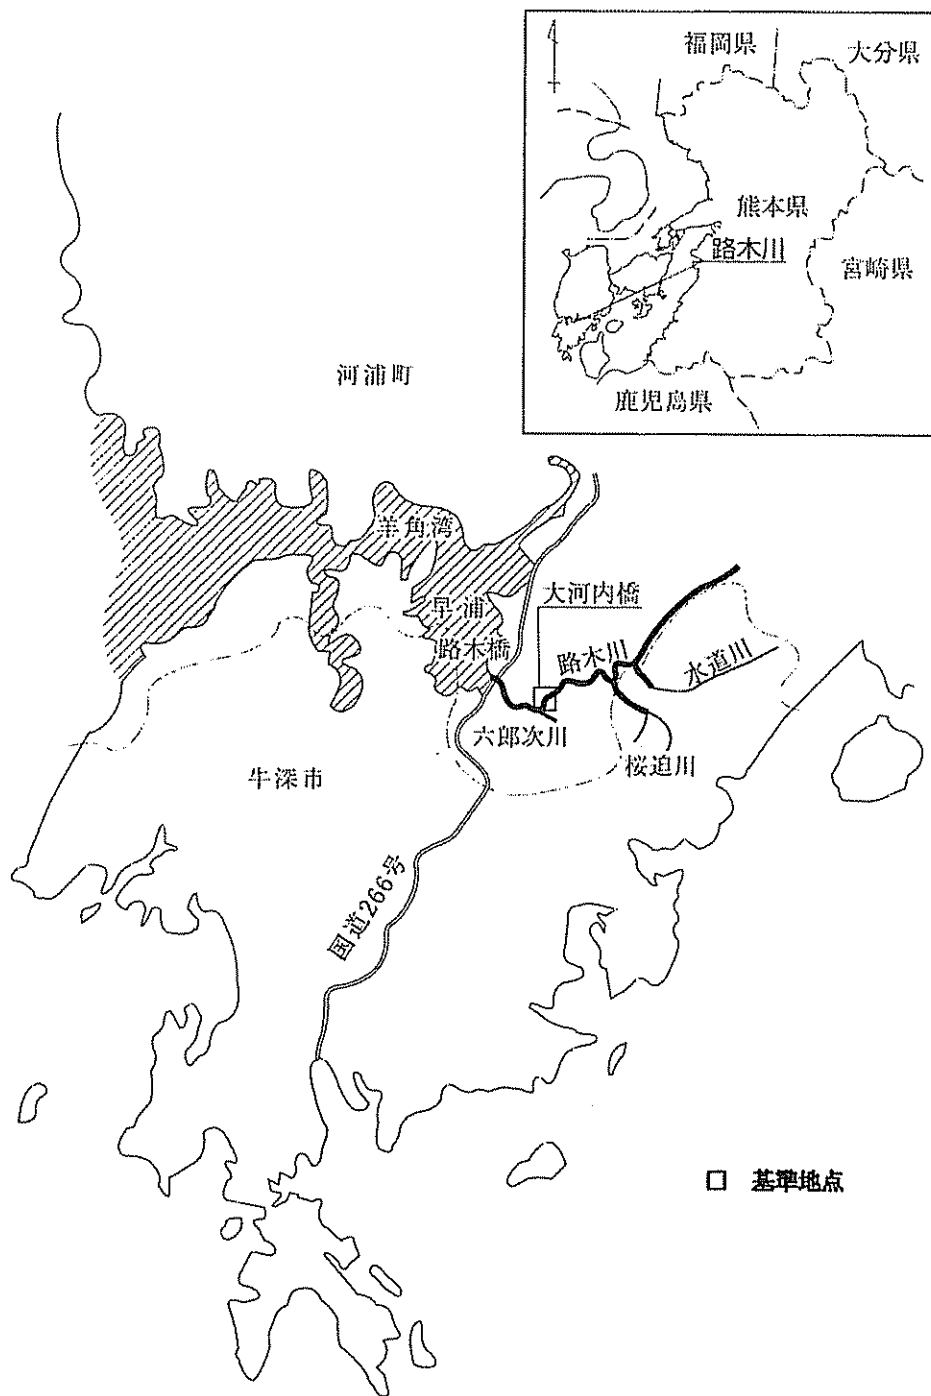 福岡県
大分県
熊本県
路木川
宮崎県
鹿児島県
河浦町
羊角湾
大河内橋
早浦
路木橋
路木川
水道川
六郎次川
桜迫川
牛深市
国道266号
□ 基準地点